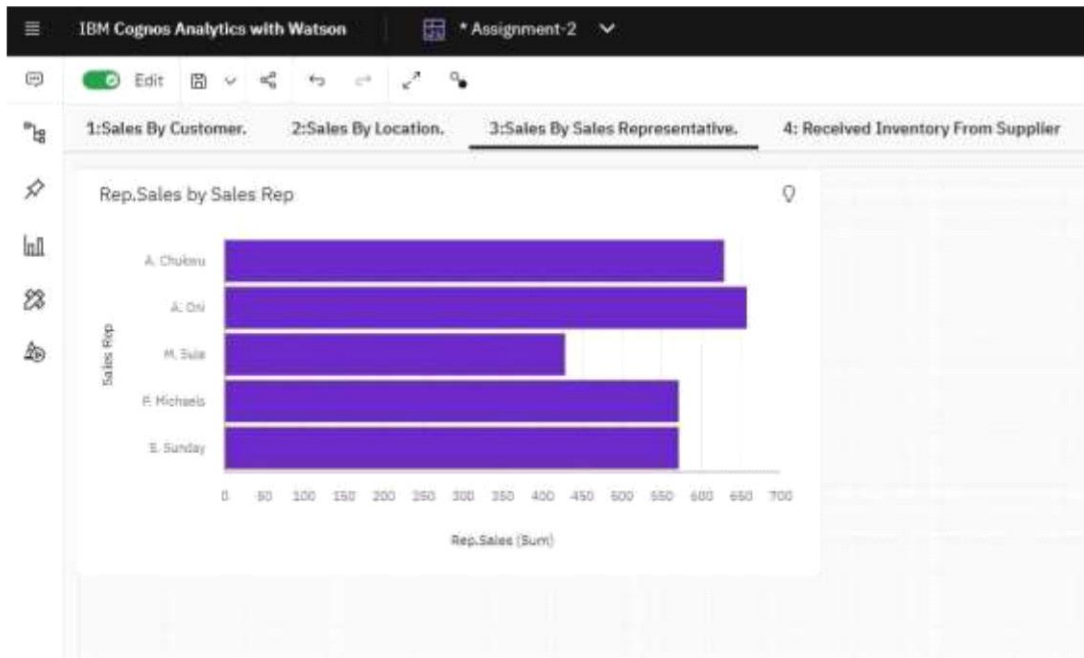 IBM Cognos Analytics with Watson
* Assignment-2
Edit
1:Sales By Customer. 2:Sales By Location. 3:Sales By Sales Representative. 4: Received Inventory From Supplier
Rep.Sales by Sales Rep
A. Chukwu
A. Oni
M. Sule
P. Michaels
S. Sunday
Sales Rep
0 50 100 150 200 250 300 350 400 450 500 550 600 650 700
Rep.Sales (Sum)